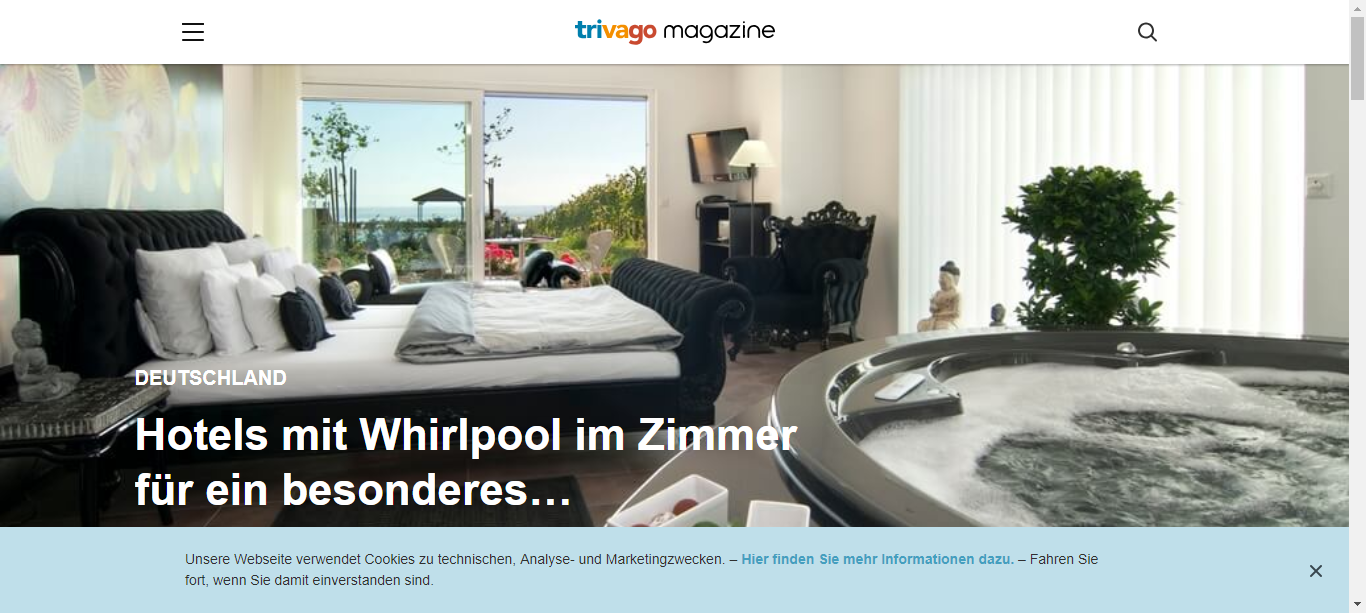 trivago magazine
DEUTSCHLAND
Hotels mit Whirlpool im Zimmer
für ein besonderes…
Unsere Webseite verwendet Cookies zu technischen, Analyse- und Marketingzwecken. – Hier finden Sie mehr Informationen dazu. – Fahren Sie
fort, wenn Sie damit einverstanden sind.